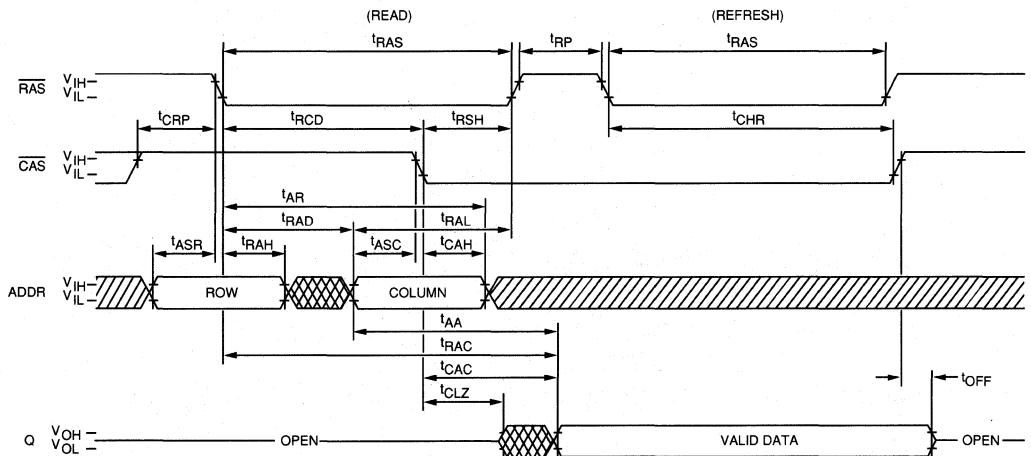 (READ) (REFRESH)
tRAS tRP tRAS
RAS VIH
VIL
tCRP tRCD tRSH tCHR
CAS VIH
VIL
tAR
tRAD tRAL
tASR tRAH tASC tCAH
ADDR VIH
VIL
ROW COLUMN
tAA
tRAC
tCAC
tCLZ tOFF
Q VOH
VOL
OPEN VALID DATA OPEN